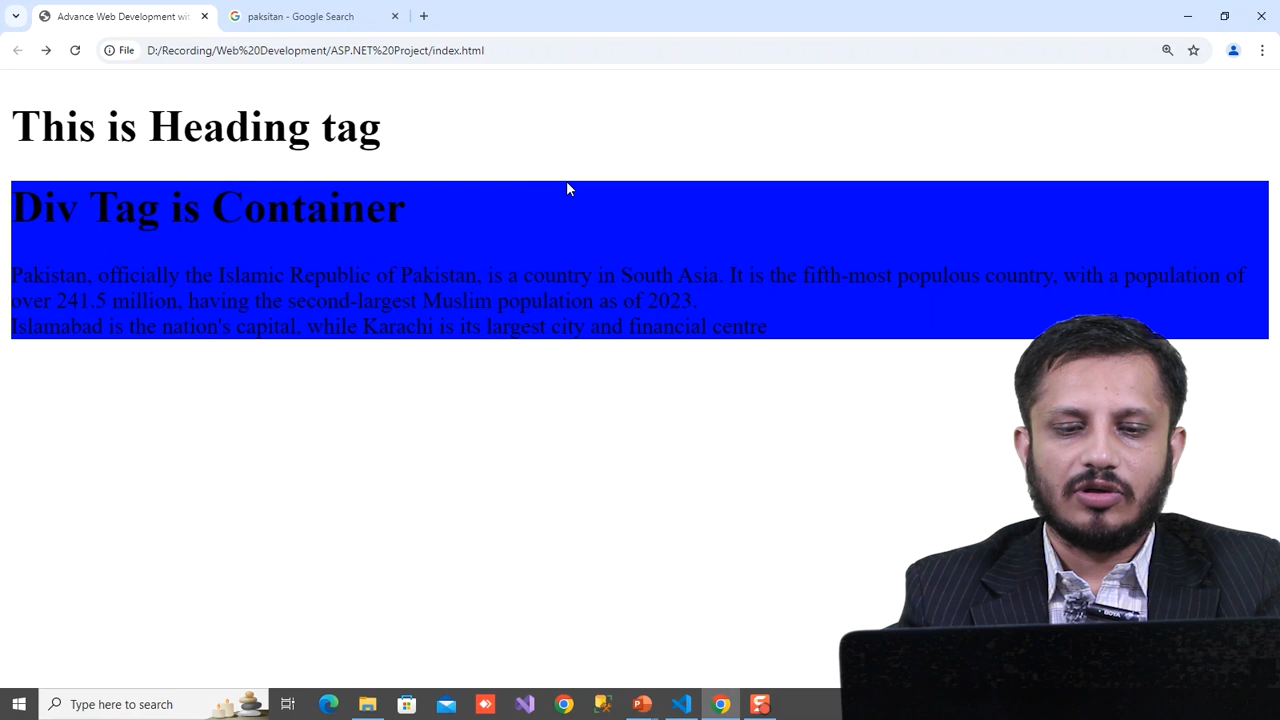 Advance Web Development wit
paksitan - Google Search
File
D:/Recording/Web%20Development/ASP.NET%20Project/index.html
This is Heading tag
Div Tag is Container
Pakistan, officially the Islamic Republic of Pakistan, is a country in South Asia. It is the fifth-most populous country, with a population of
over 241.5 million, having the second-largest Muslim population as of 2023.
Islamabad is the nation's capital, while Karachi is its largest city and financial centre
BOYA
Type here to search